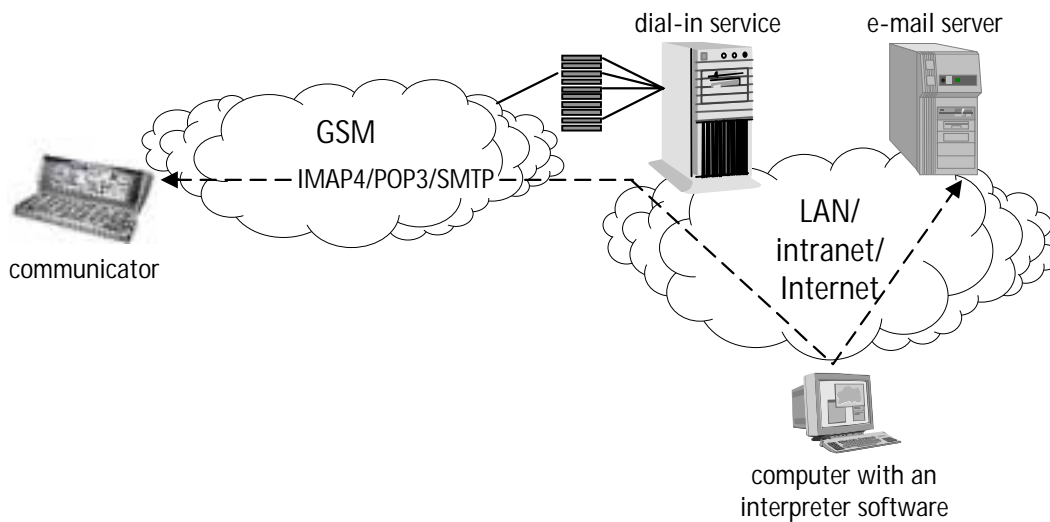 dial-in service
e-mail server
GSM
IMAP4/POP3/SMTP
LAN/
intranet/
Internet
communicator
computer with an
interpreter software